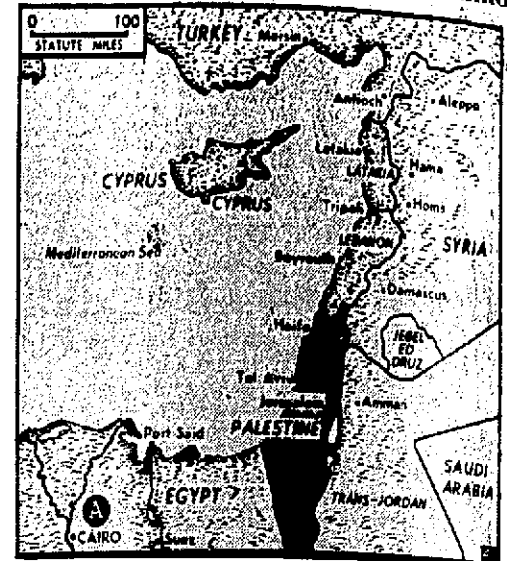 0 100
STATUTE MILES
TURKEY
Mersin
Antioch
Aleppo
Latakia
LATAKIA
Hama
CYPRUS
CYPRUS
Tripoli
Homs
Mediterranean Sea
LEBANON
SYRIA
Beyrouth
Damascus
Haifa
JEBEL
ED
DRUZ
Tel Aviv
Jerusalem
Amman
Port Said
PALESTINE
SAUDI
ARABIA
EGYPT
TRANS-JORDAN
A
CAIRO
Suez